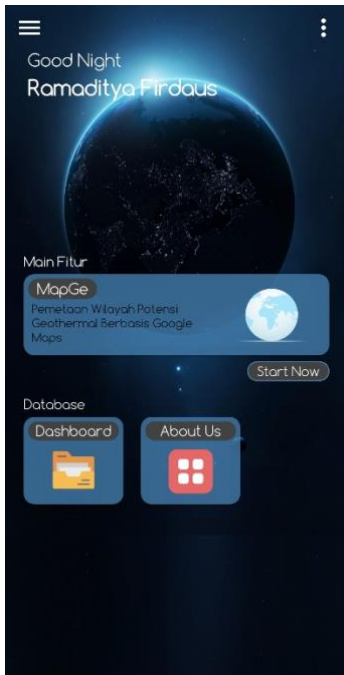 Good Night
Ramaditya Firdaus
Main Fitur
MapGe
Pemetaan Wilayah Potensi
Geothermal Berbasis Google
Maps
Start Now
Database
Dashboard
About Us